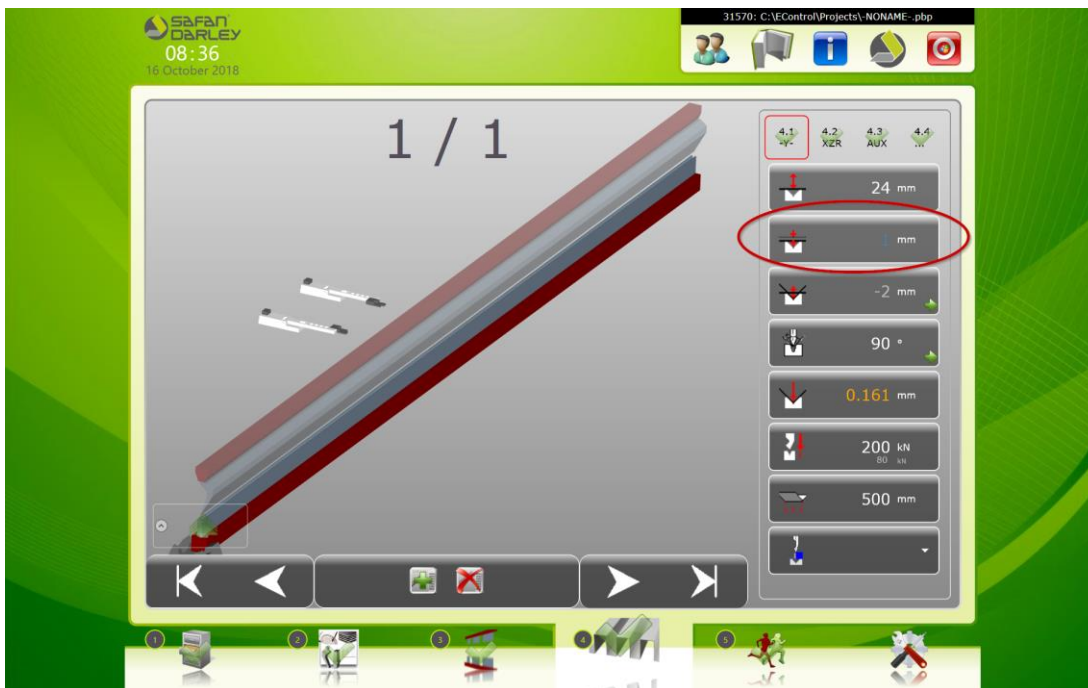 SAFAN
DARLEY
08:36
16 October 2018
31570: C:\EControl\Projects\-NONAME-.pbp
1 / 1
4.1
-Y-
4.2
XZR
4.3
AUX
4.4
...
24 mm
mm
-2 mm
90 °
0.161 mm
200 kN
80 kN
500 mm
1
2
3
4
5